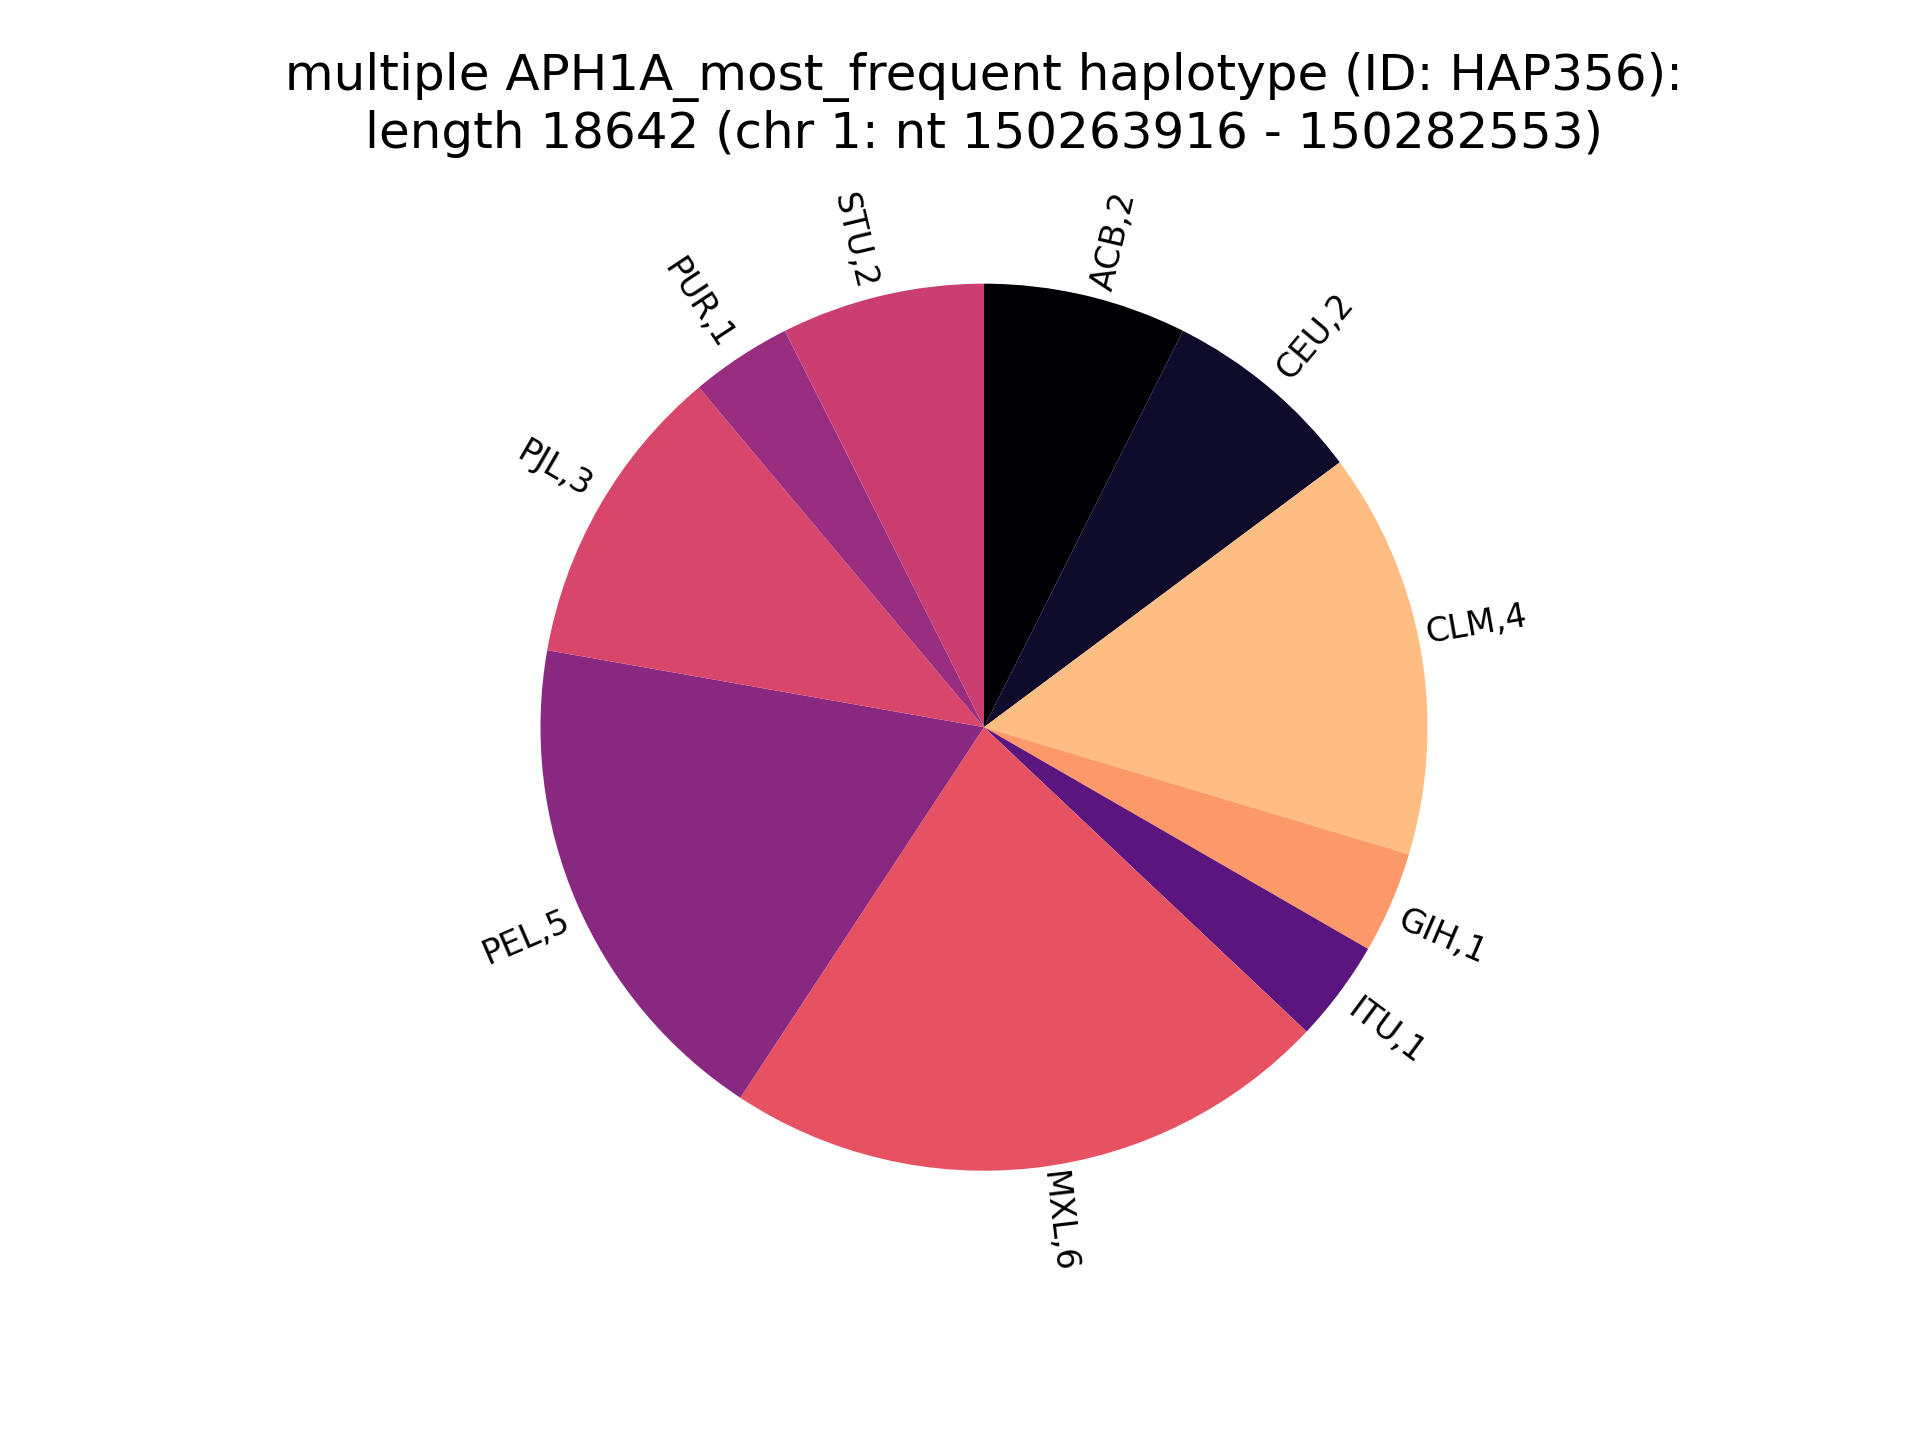 multiple APH1A_most_frequent haplotype (ID: HAP356):
length 18642 (chr 1: nt 150263916 - 150282553)
STU,2
ACB,2
PUR,1
CEU,2
PJL,3
CLM,4
PEL,5
GIH,1
ITU,1
MXL,6